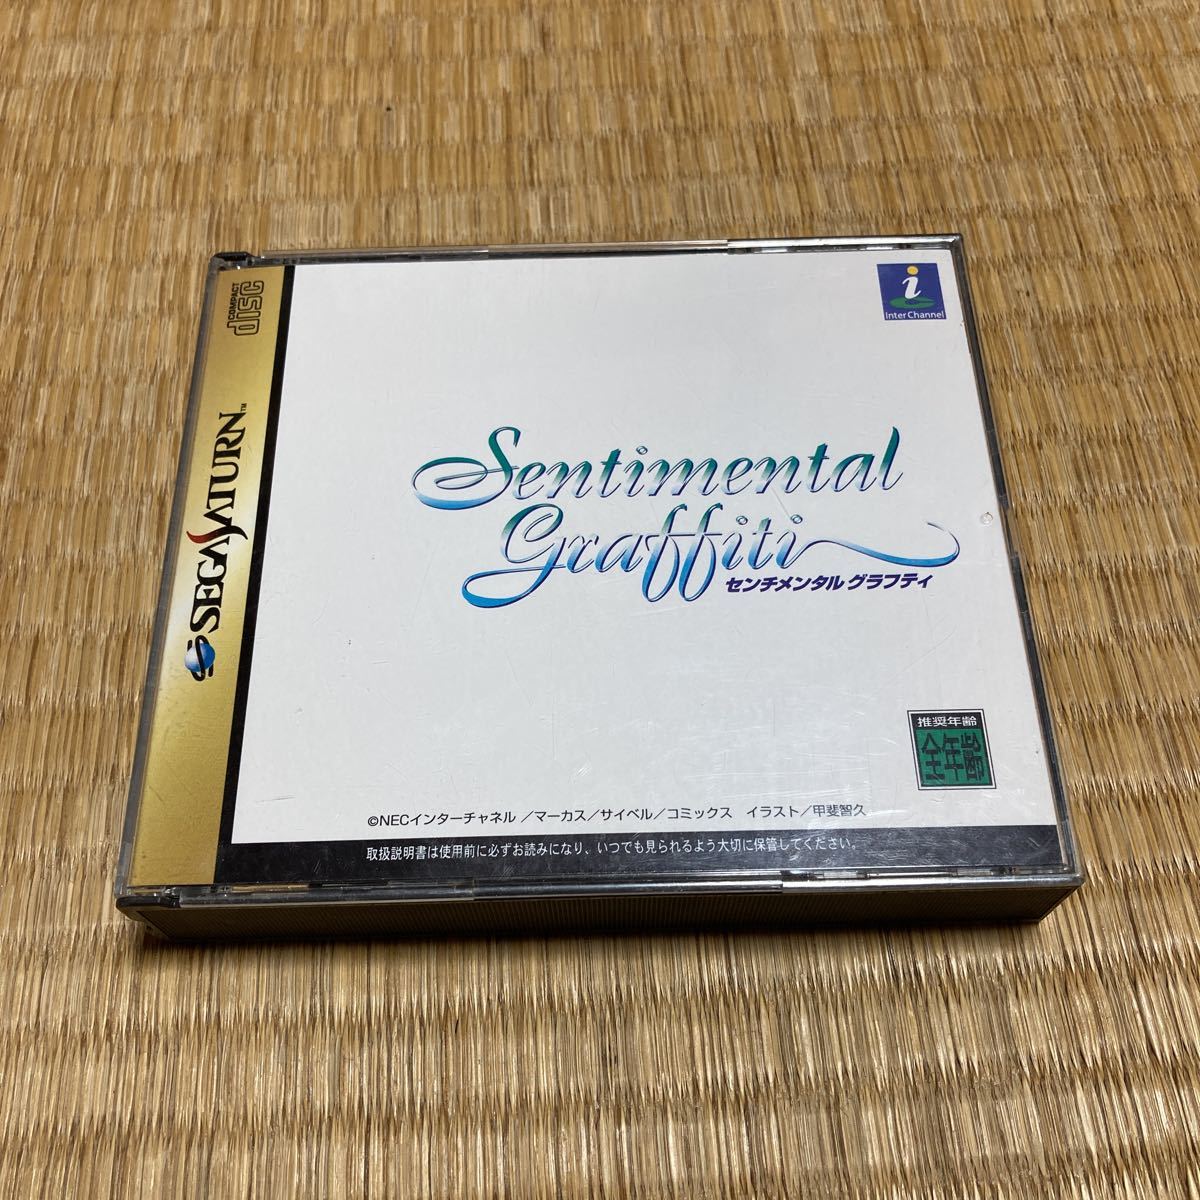 COMPACT
disc
SEGA SATURN™
i
Inter Channel
Sentimental
Graffiti
センチメンタル グラフティ
推奨年齢
全年齢
©NECインターチャネル ／マーカス／サイベル／コミックス イラスト／甲斐智久
取扱説明書は使用前に必ずお読みになり、いつでも見られるよう大切に保管してください。